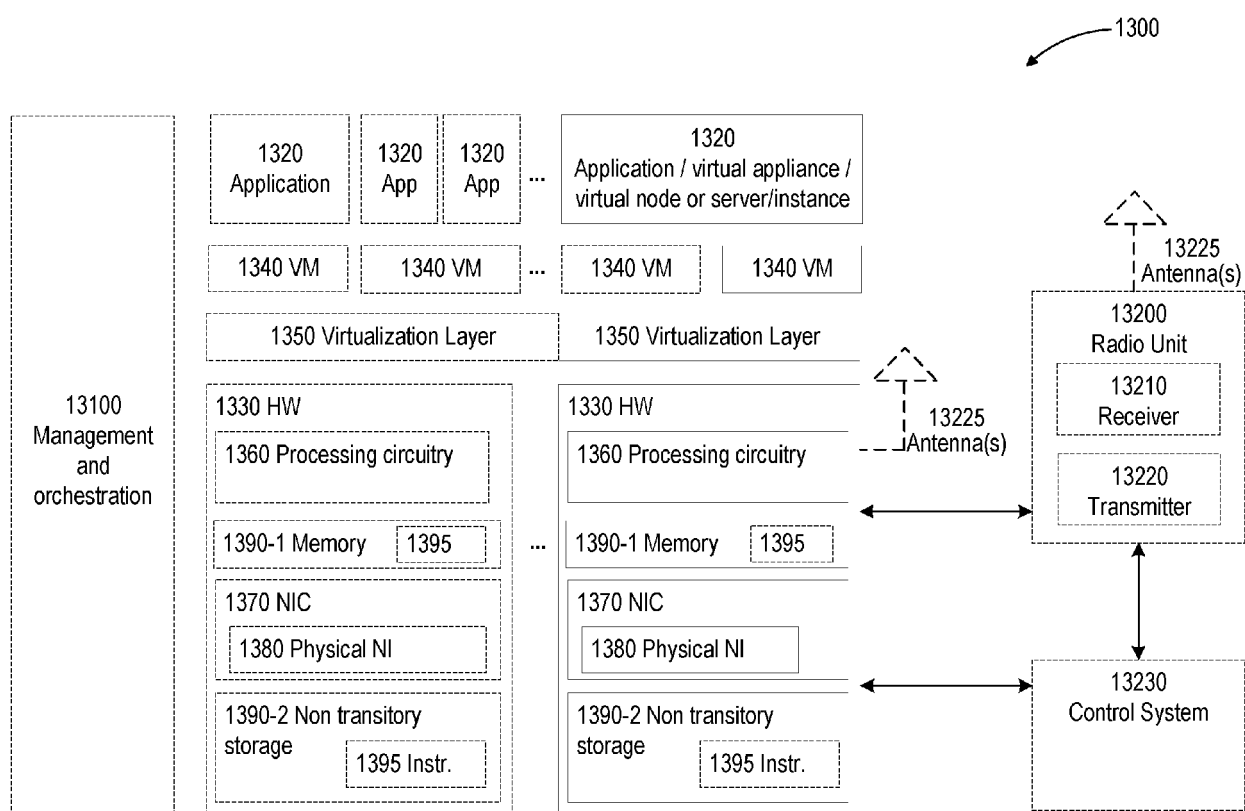 1300
13100
Management
and
orchestration
1320
Application
1320
App
1320
App
...
1320
Application / virtual appliance /
virtual node or server/instance
1340 VM
1340 VM
...
1340 VM
1340 VM
1350 Virtualization Layer
1350 Virtualization Layer
1330 HW
1360 Processing circuitry
1390-1 Memory
1395
1370 NIC
1380 Physical NI
1390-2 Non transitory
storage
1395 Instr.
...
1330 HW
1360 Processing circuitry
1390-1 Memory
1395
1370 NIC
1380 Physical NI
1390-2 Non transitory
storage
1395 Instr.
13225
Antenna(s)
13225
Antenna(s)
13200
Radio Unit
13210
Receiver
13220
Transmitter
13230
Control System